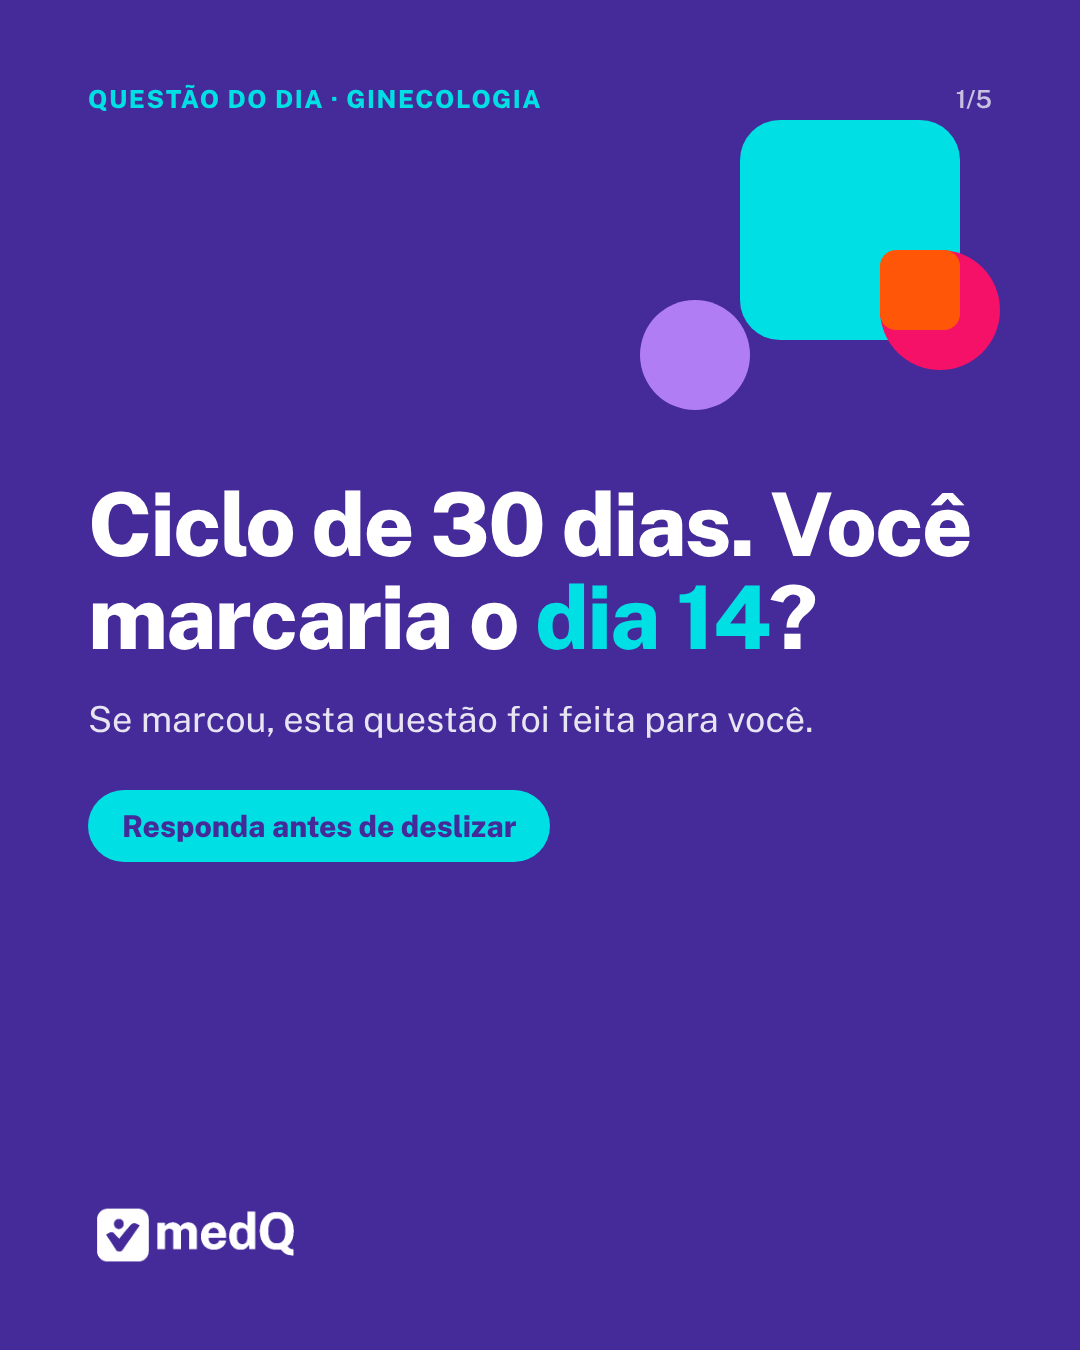 QUESTÃO DO DIA · GINECOLOGIA
1/5
Ciclo de 30 dias. Você
marcaria o dia 14?
Se marcou, esta questão foi feita para você.
Responda antes de deslizar
medQ